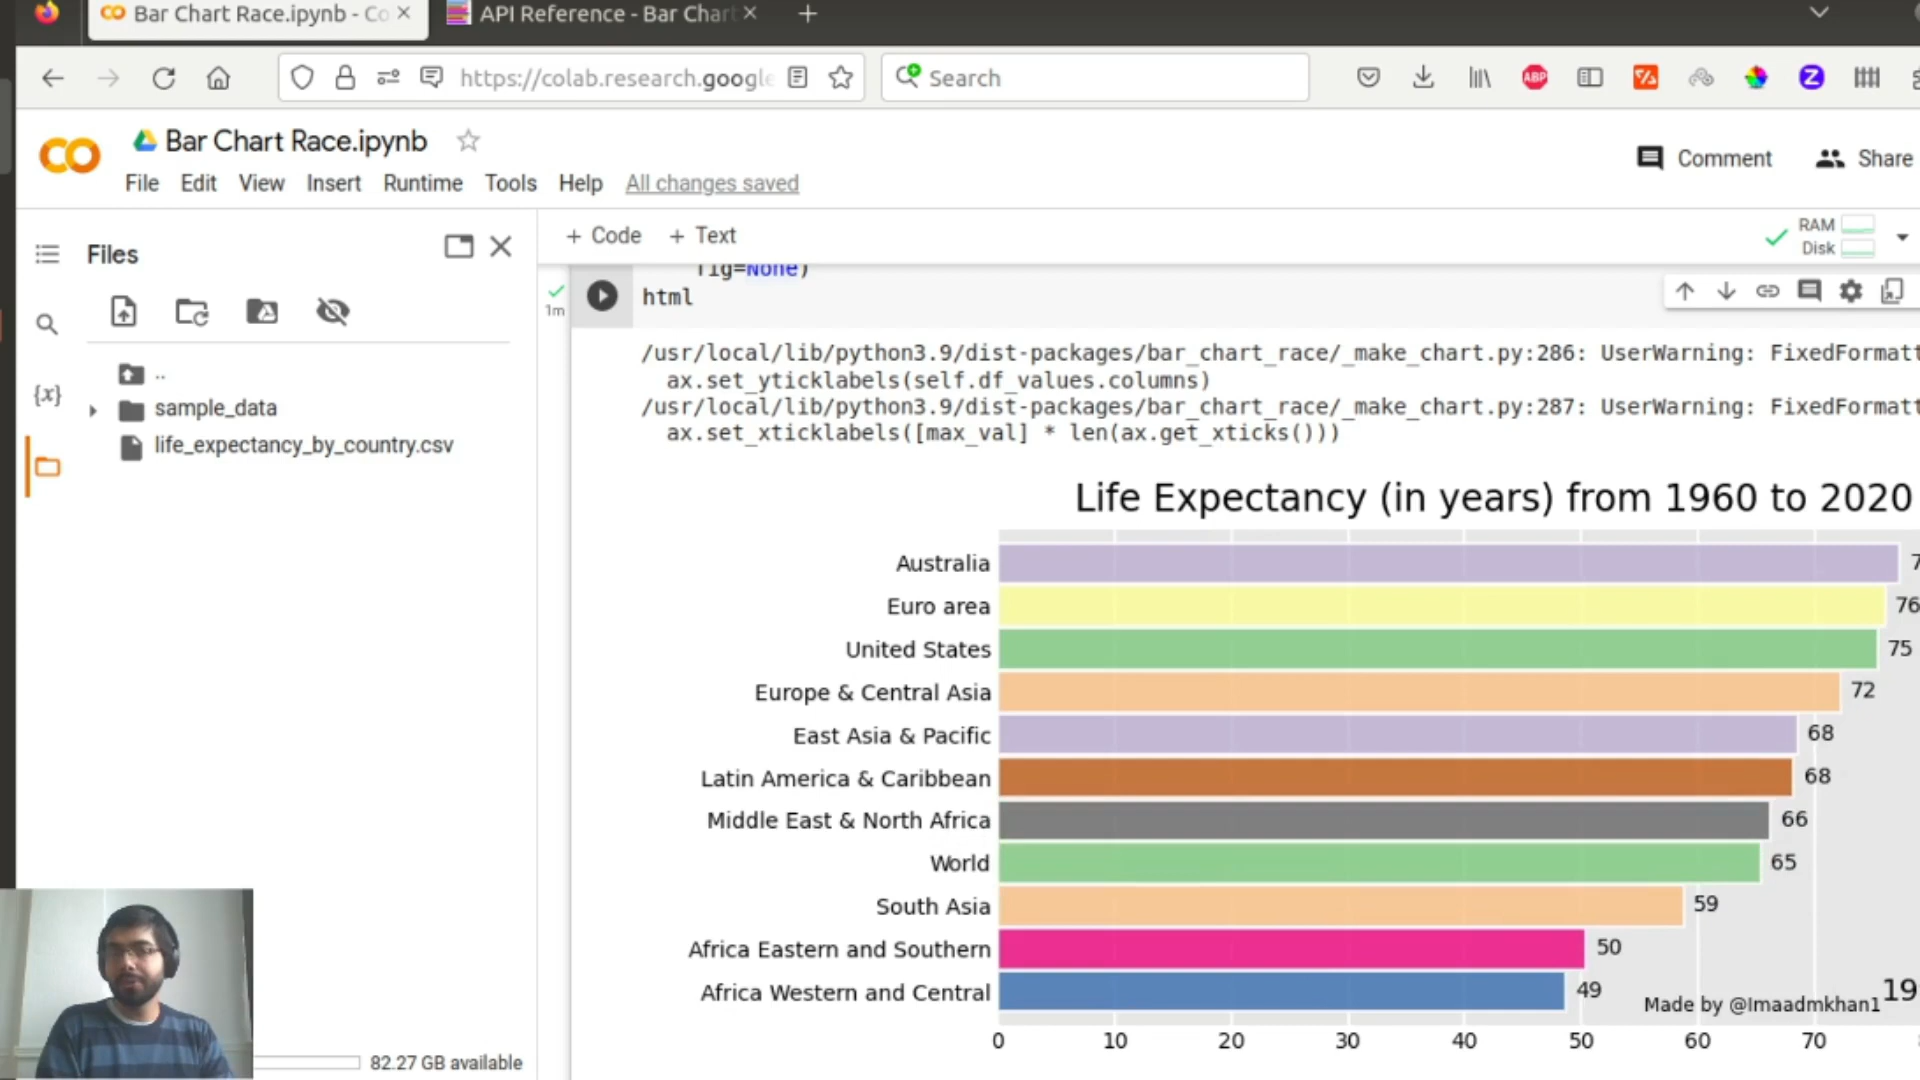 Bar Chart Race.ipynb - Co
API Reference - Bar Chart
https://colab.research.google
Search
ABP
Bar Chart Race.ipynb
Comment
Share
File Edit View Insert Runtime Tools Help All changes saved
Files
+ Code + Text
RAM
Disk
fig=None)
1m
html
/usr/local/lib/python3.9/dist-packages/bar_chart_race/_make_chart.py:286: UserWarning: FixedFormatt
ax.set_yticklabels(self.df_values.columns)
/usr/local/lib/python3.9/dist-packages/bar_chart_race/_make_chart.py:287: UserWarning: FixedFormatt
ax.set_xticklabels([max_val] * len(ax.get_xticks()))
{x}
..
sample_data
life_expectancy_by_country.csv
Life Expectancy (in years) from 1960 to 2020
Australia
Euro area 76
United States 75
Europe & Central Asia 72
East Asia & Pacific 68
Latin America & Caribbean 68
Middle East & North Africa 66
World 65
South Asia 59
Africa Eastern and Southern 50
Africa Western and Central 49
Made by @Imaadmkhan1
19
0 10 20 30 40 50 60 70
82.27 GB available